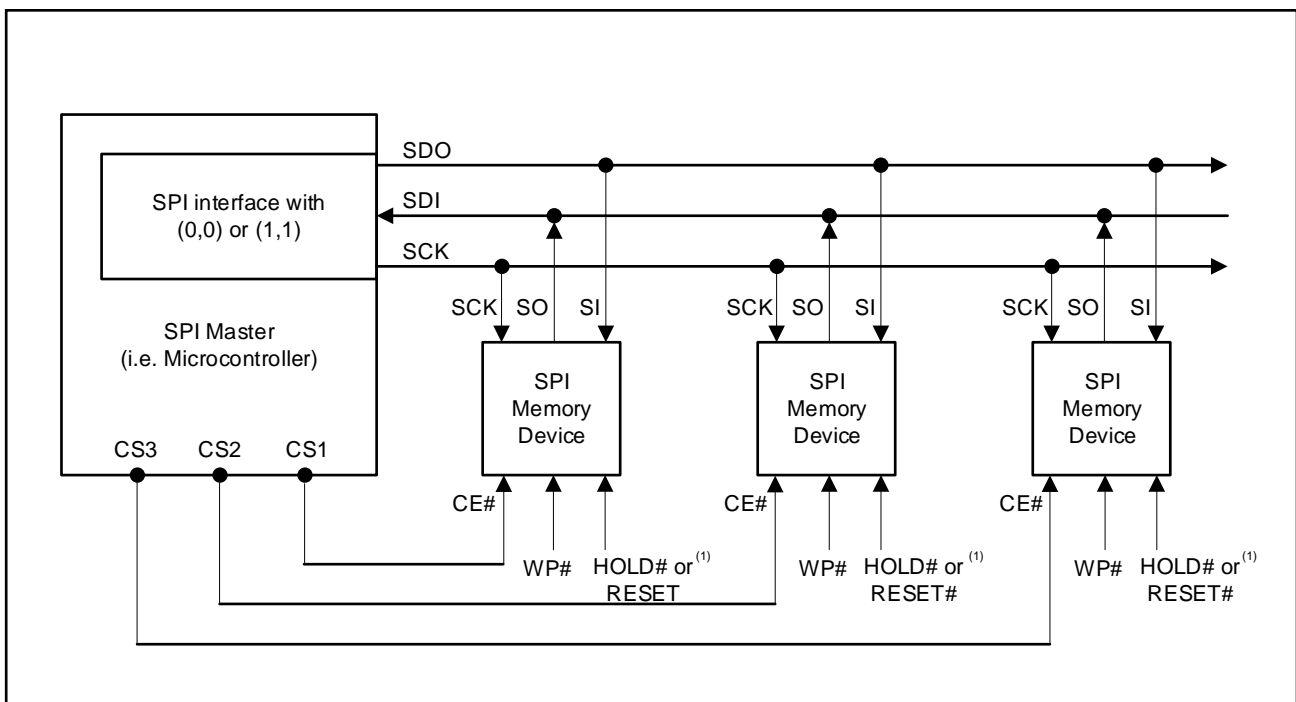 SDO
SPI interface with
(0,0) or (1,1)
SDI
SCK
SPI Master
(i.e. Microcontroller)
CS3 CS2 CS1
SCK SO SI
SPI
Memory
Device
CE#
WP#
HOLD# or (1)
RESET
SCK SO SI
SPI
Memory
Device
CE#
WP#
HOLD# or (1)
RESET#
SCK SO SI
SPI
Memory
Device
CE#
WP#
HOLD# or (1)
RESET#